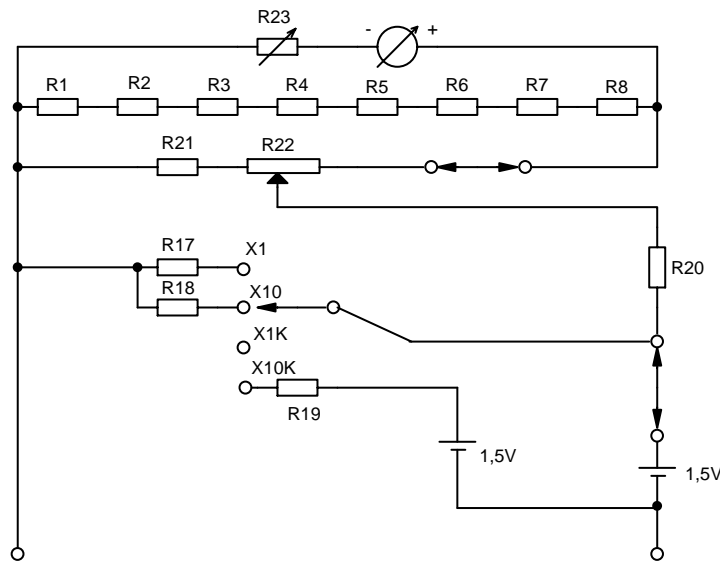 R23
- +
R1 R2 R3 R4 R5 R6 R7 R8
R21 R22
R17 X1
R20
R18 X10
X1K
X10K
R19
1,5V
1,5V